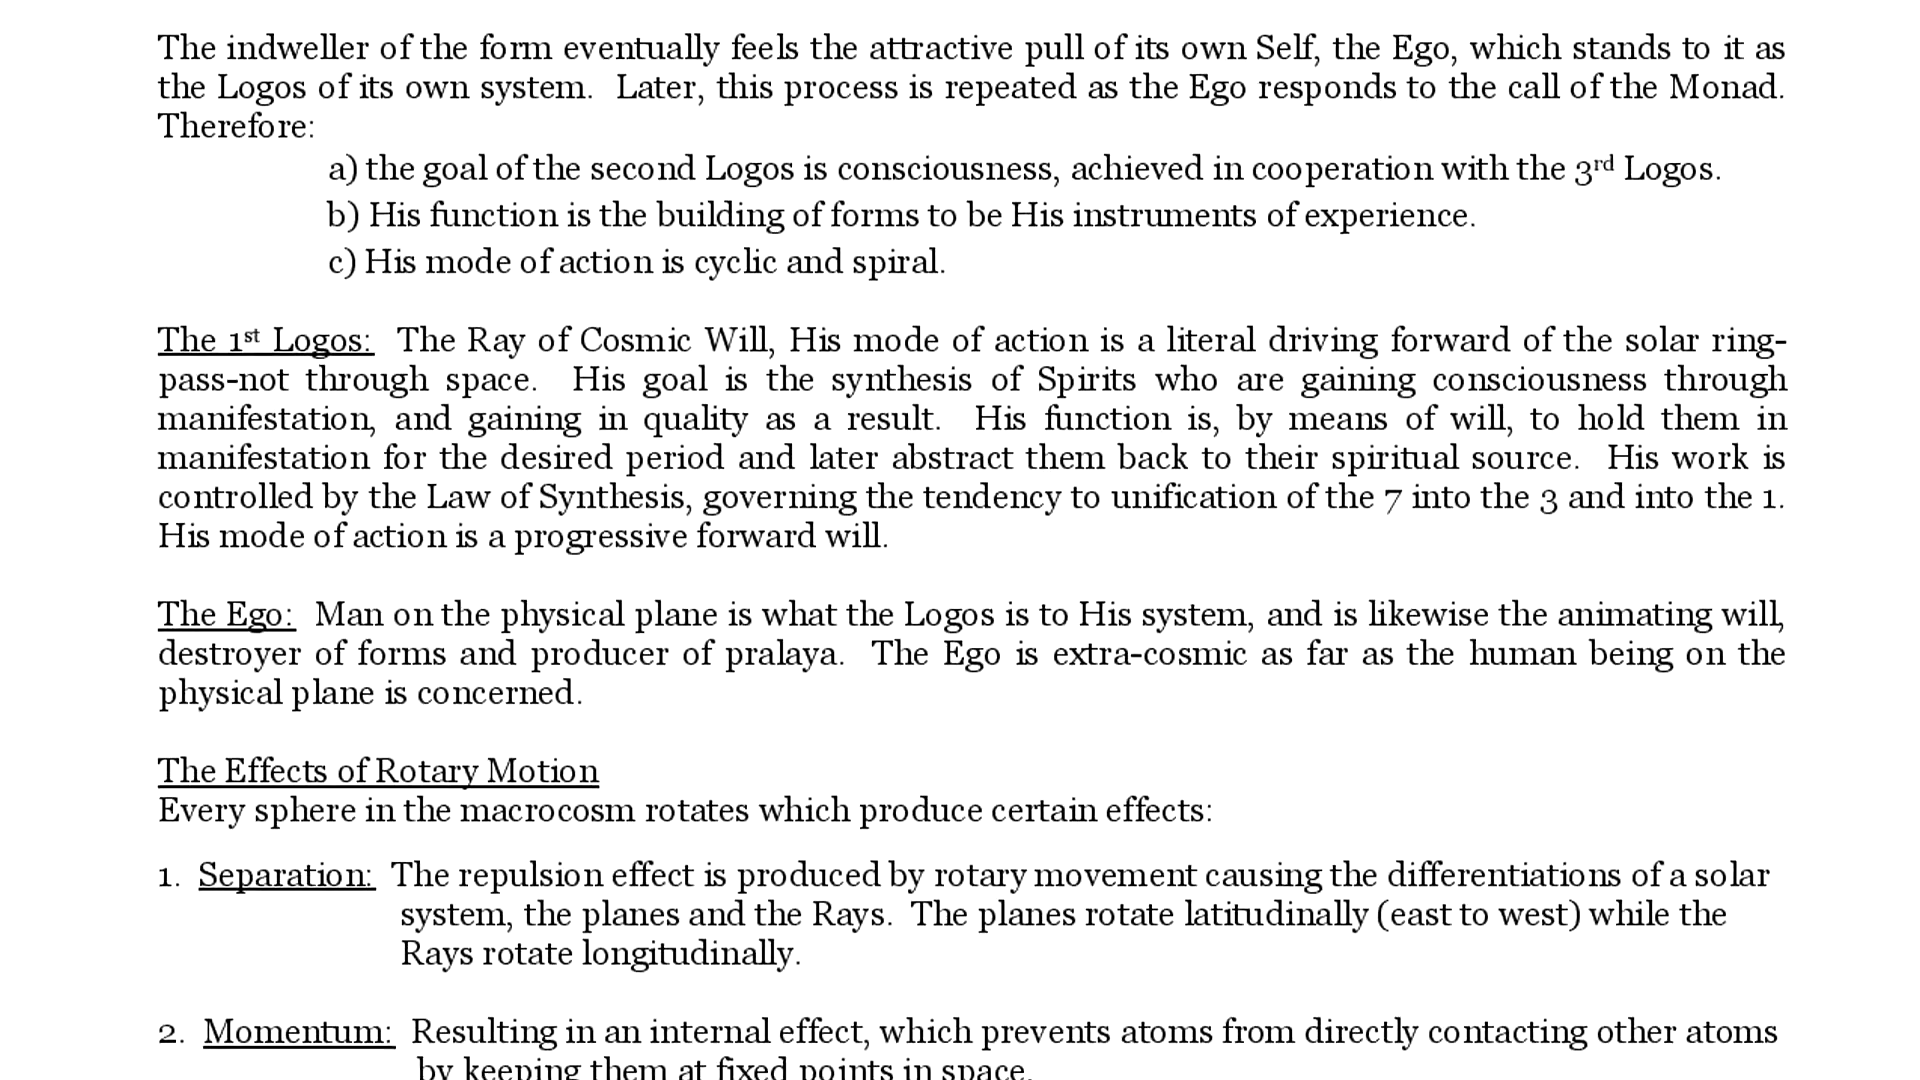 The indweller of the form eventually feels the attractive pull of its own Self, the Ego, which stands to it as
the Logos of its own system. Later, this process is repeated as the Ego responds to the call of the Monad.
Therefore:
a) the goal of the second Logos is consciousness, achieved in cooperation with the 3rd Logos.
b) His function is the building of forms to be His instruments of experience.
c) His mode of action is cyclic and spiral.
The 1st Logos: The Ray of Cosmic Will, His mode of action is a literal driving forward of the solar ring-
pass-not through space. His goal is the synthesis of Spirits who are gaining consciousness through
manifestation, and gaining in quality as a result. His function is, by means of will, to hold them in
manifestation for the desired period and later abstract them back to their spiritual source. His work is
controlled by the Law of Synthesis, governing the tendency to unification of the 7 into the 3 and into the 1.
His mode of action is a progressive forward will.
The Ego: Man on the physical plane is what the Logos is to His system, and is likewise the animating will,
destroyer of forms and producer of pralaya. The Ego is extra-cosmic as far as the human being on the
physical plane is concerned.
The Effects of Rotary Motion
Every sphere in the macrocosm rotates which produce certain effects:
1. Separation: The repulsion effect is produced by rotary movement causing the differentiations of a solar
system, the planes and the Rays. The planes rotate latitudinally (east to west) while the
Rays rotate longitudinally.
2. Momentum: Resulting in an internal effect, which prevents atoms from directly contacting other atoms
by keeping them at fixed points in space.